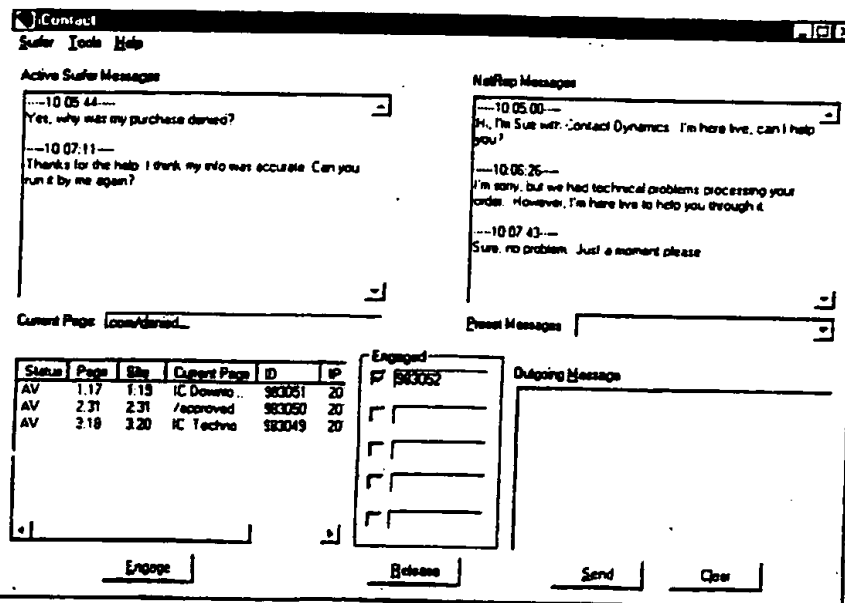 iContact
Surfer Tools Help
Active Surfer Messages
----10:05:44----
Yes, why was my purchase denied?
----10:07:11----
Thanks for the help. I think my info was accurate. Can you
run it by me again?
NetRep Messages
----10:05:00----
Hi, I'm Sue with Contact Dynamics. I'm here live, can I help
you?
----10:06:26----
I'm sorry, but we had technical problems processing your
order. However, I'm here live to help you through it.
----10:07:43----
Sure, no problem. Just a moment please
Current Page: .com/denied...
Preset Messages
Status Page Site Current Page ID IP
AV 1:17 1:19 IC Downlo... 983051 20
AV 2:31 2:31 /approved 983050 20
AV 3:18 3:20 IC Techno 983049 20
Engaged
983052
Outgoing Message
Engage
Release
Send
Clear